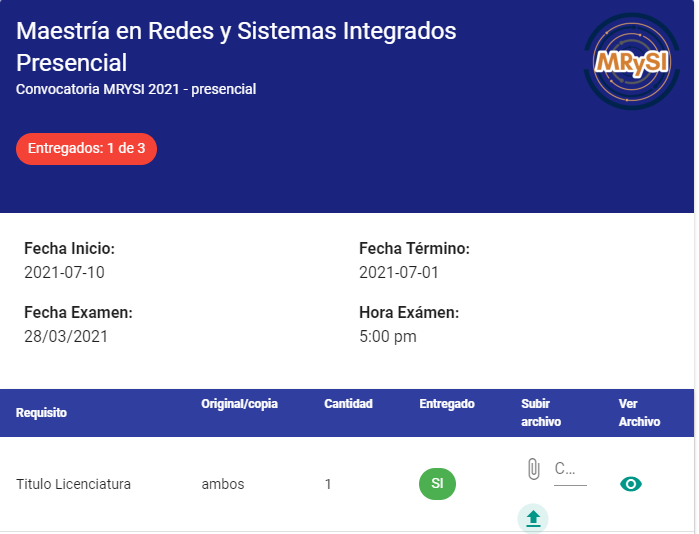 Maestría en Redes y Sistemas Integrados
Presencial
Convocatoria MRYSI 2021 - presencial
MRySI
Entregados: 1 de 3
Fecha Inicio:
2021-07-10
Fecha Término:
2021-07-01
Fecha Examen:
28/03/2021
Hora Exámen:
5:00 pm
Requisito
Original/copia
Cantidad
Entregado
Subir
archivo
Ver
Archivo
Titulo Licenciatura
ambos
1
SI
C...